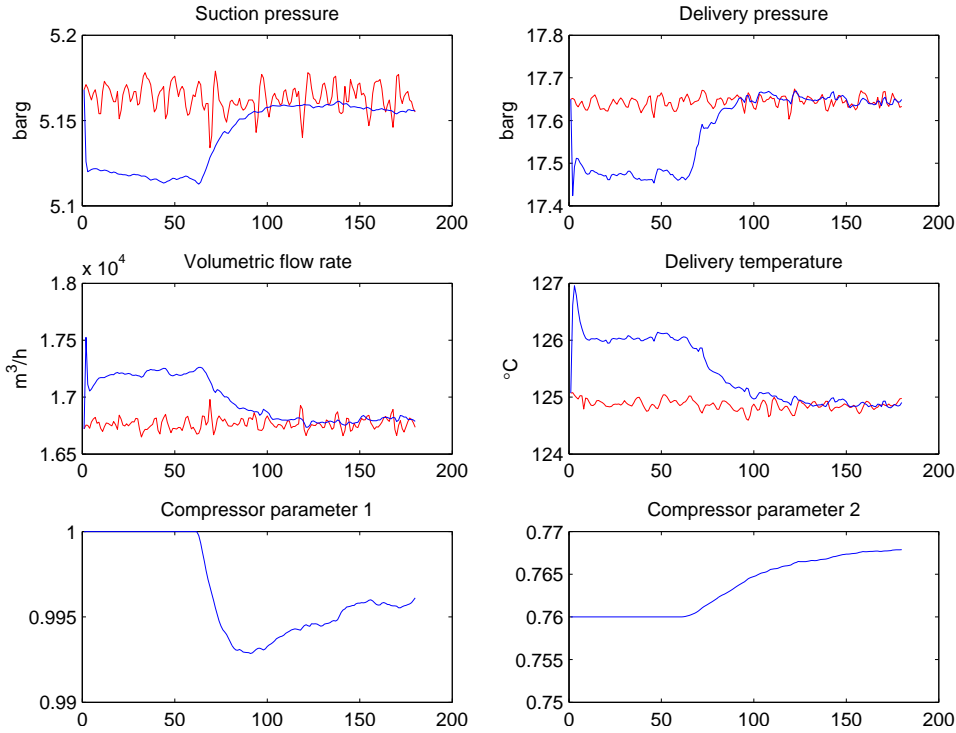 Suction pressure
5.2
5.15
5.1
barg
0 50 100 150 200
Delivery pressure
17.8
17.7
17.6
17.5
17.4
barg
0 50 100 150 200
Volumetric flow rate
x 10^4
1.8
1.75
1.7
1.65
m^3/h
0 50 100 150 200
Delivery temperature
127
126
125
124
°C
0 50 100 150 200
Compressor parameter 1
1
0.995
0.99
0 50 100 150 200
Compressor parameter 2
0.77
0.765
0.76
0.755
0.75
0 50 100 150 200